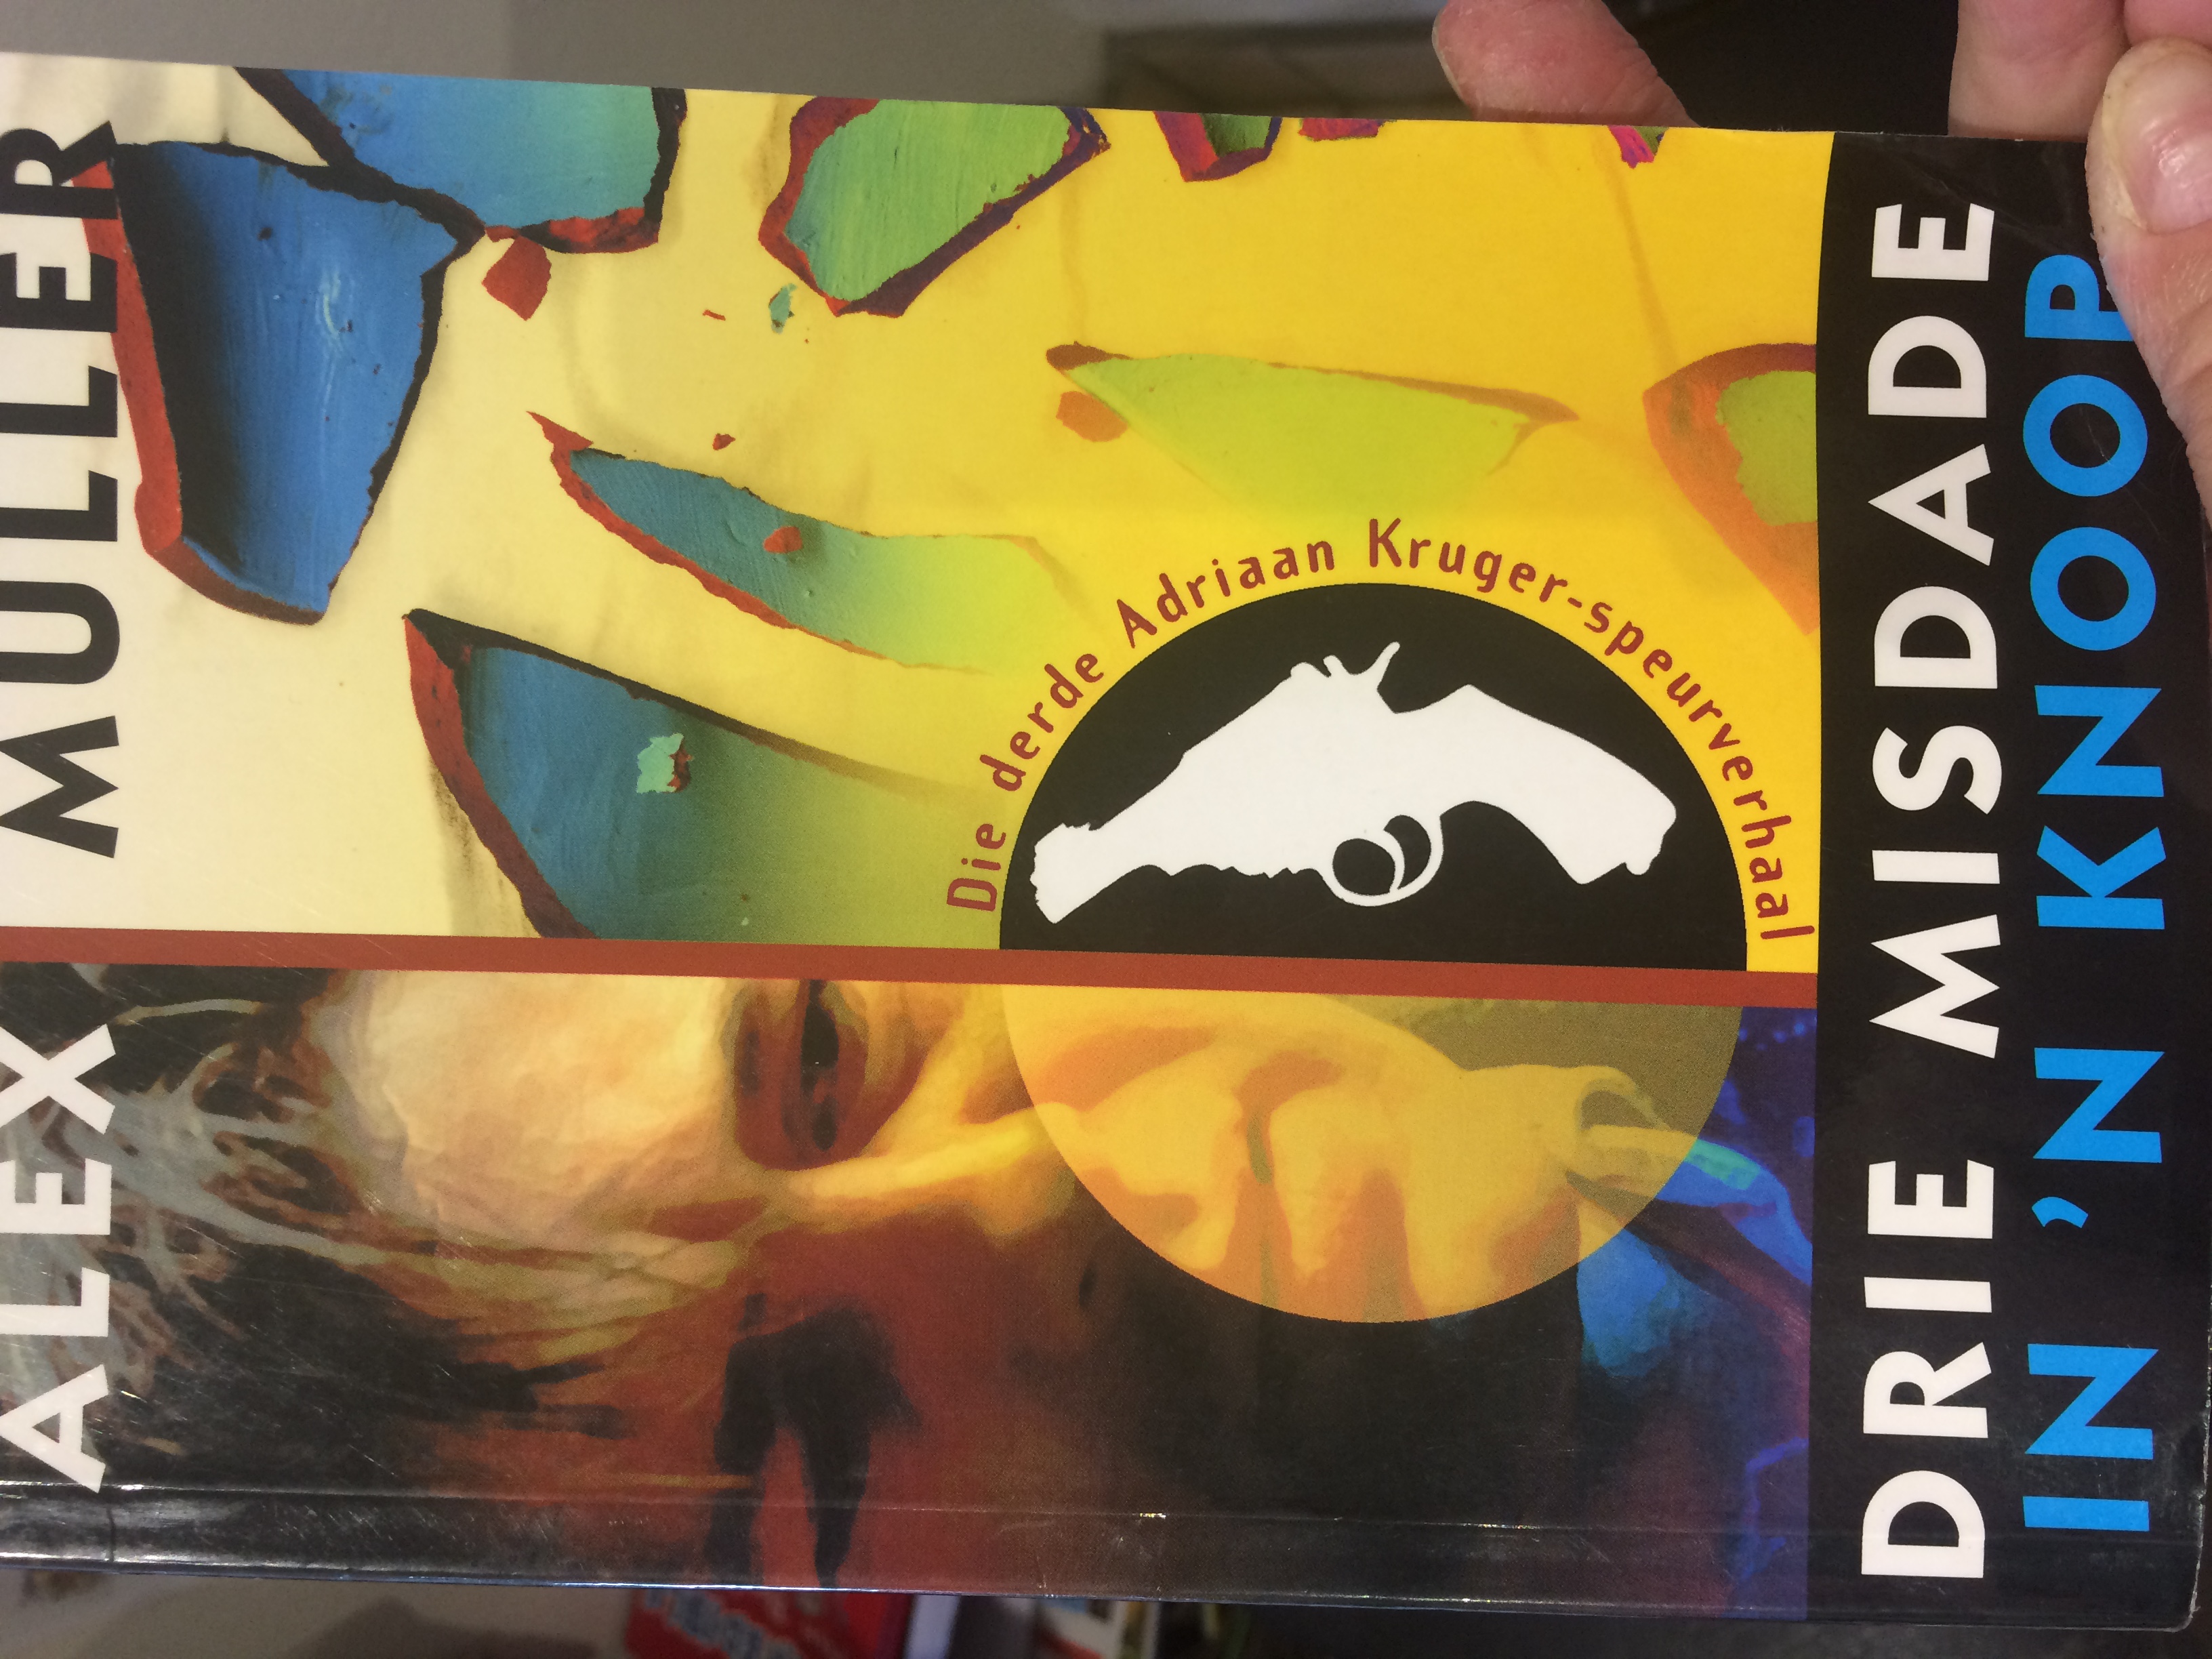 ALEX MULLER
Die derde Adriaan Kruger-speurverhaal
DRIE MISDADE
IN 'N KNOOP